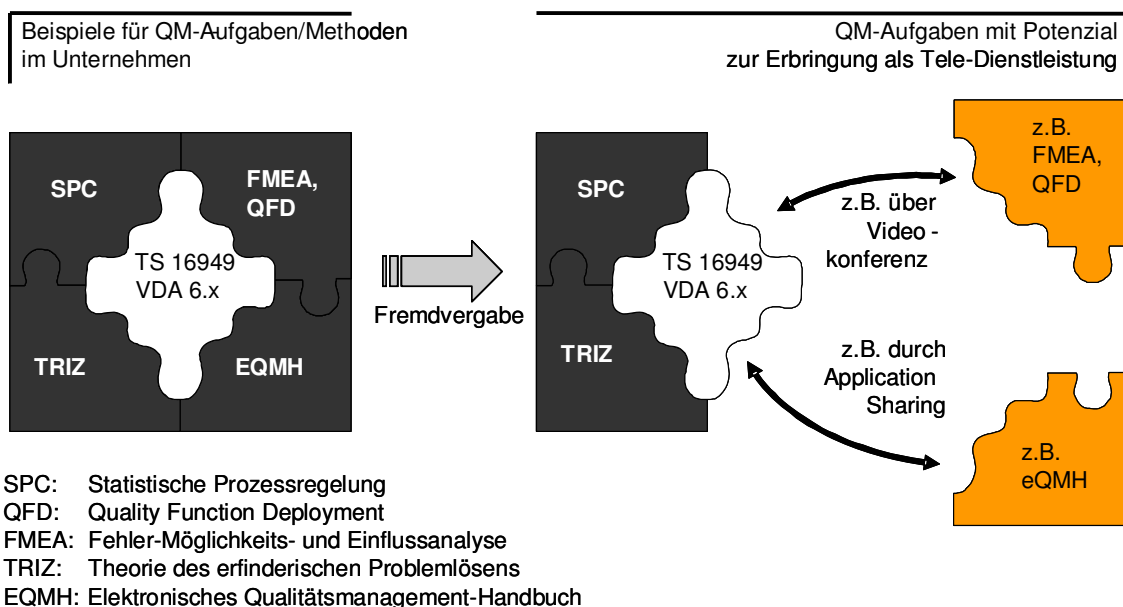 Beispiele für QM-Aufgaben/Methoden
im Unternehmen
QM-Aufgaben mit Potenzial
zur Erbringung als Tele-Dienstleistung
SPC
FMEA,
QFD
TS 16949
VDA 6.x
TRIZ
EQMH
Fremdvergabe
SPC
TS 16949
VDA 6.x
TRIZ
z.B. über
Video -
konferenz
z.B. durch
Application
Sharing
z.B.
FMEA,
QFD
z.B.
eQMH
SPC: Statistische Prozessregelung
QFD: Quality Function Deployment
FMEA: Fehler-Möglichkeits- und Einflussanalyse
TRIZ: Theorie des erfinderischen Problemlösens
EQMH: Elektronisches Qualitätsmanagement-Handbuch